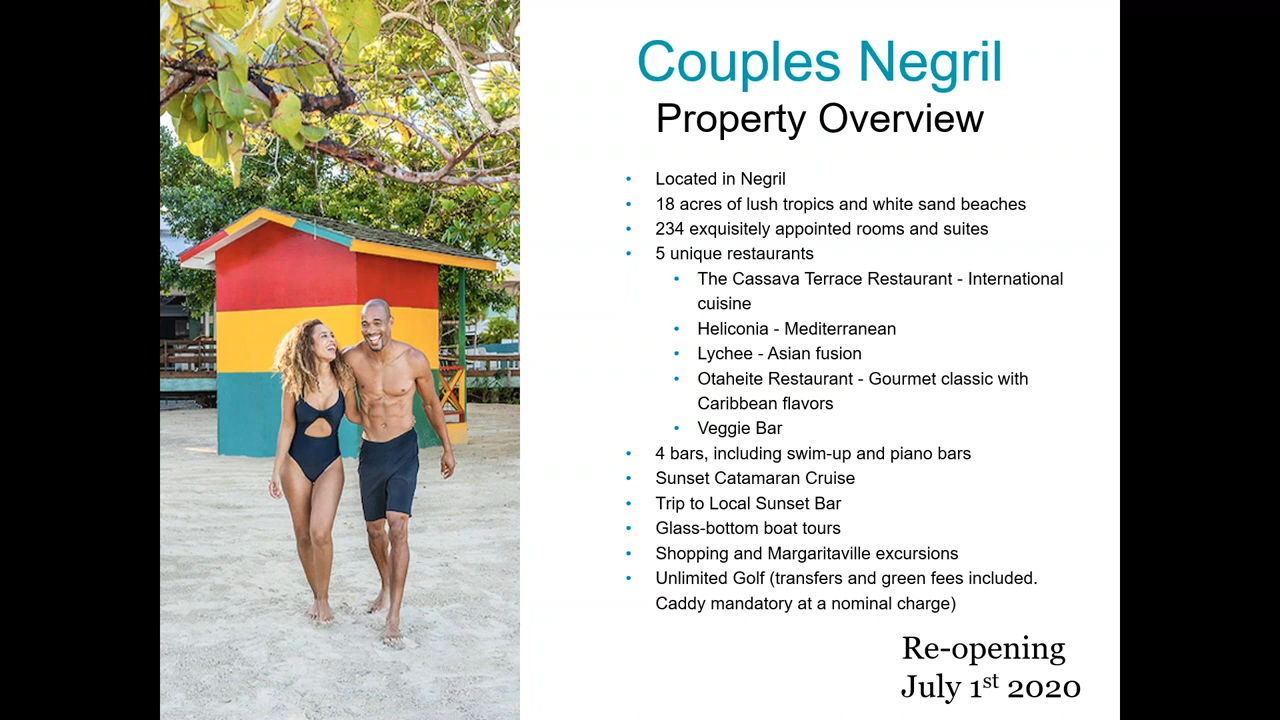 Couples Negril
Property Overview
• Located in Negril
• 18 acres of lush tropics and white sand beaches
• 234 exquisitely appointed rooms and suites
• 5 unique restaurants
• The Cassava Terrace Restaurant - International
cuisine
• Heliconia - Mediterranean
• Lychee - Asian fusion
• Otaheite Restaurant - Gourmet classic with
Caribbean flavors
• Veggie Bar
• 4 bars, including swim-up and piano bars
• Sunset Catamaran Cruise
• Trip to Local Sunset Bar
• Glass-bottom boat tours
• Shopping and Margaritaville excursions
• Unlimited Golf (transfers and green fees included.
Caddy mandatory at a nominal charge)
Re-opening
July 1st 2020